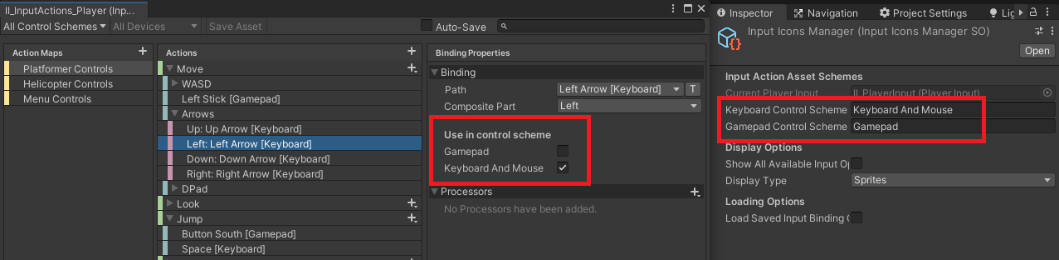 II_InputActions_Player (Inp...
All Control Schemes
All Devices
Save Asset
Auto-Save
Action Maps
Platformer Controls
Helicopter Controls
Menu Controls
Actions
Move
WASD
Left Stick [Gamepad]
Arrows
Up: Up Arrow [Keyboard]
Left: Left Arrow [Keyboard]
Down: Down Arrow [Keyboard]
Right: Right Arrow [Keyboard]
DPad
Look
Jump
Button South [Gamepad]
Space [Keyboard]
Binding Properties
Binding
Path Left Arrow [Keyboard] T
Composite Part Left
Use in control scheme
Gamepad
Keyboard And Mouse
Processors
No Processors have been added.
Inspector
Navigation
Project Settings
Lig
Input Icons Manager (Input Icons Manager SO)
Open
Input Action Asset Schemes
Current Player Input II_PlayerInput (Player Input)
Keyboard Control Scheme Keyboard And Mouse
Gamepad Control Scheme Gamepad
Display Options
Show All Available Input Op
Display Type Sprites
Loading Options
Load Saved Input Binding